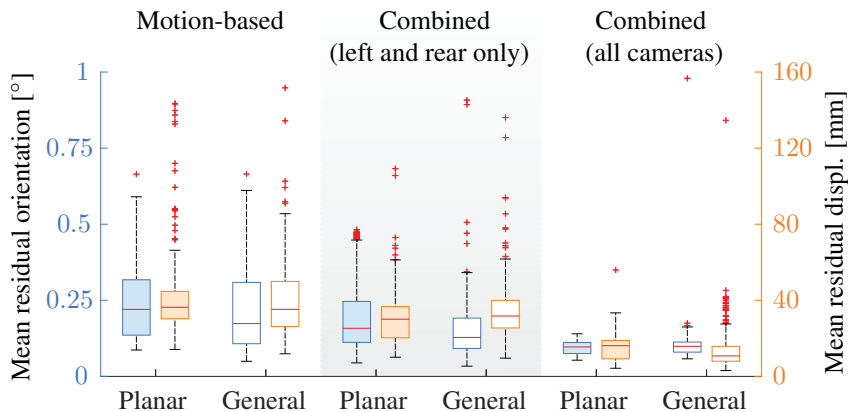 Motion-based
Combined
(left and rear only)
Combined
(all cameras)
Mean residual orientation [°]
1
0.75
0.5
0.25
0
160
120
80
40
0
Mean residual displ. [mm]
Planar General Planar General Planar General